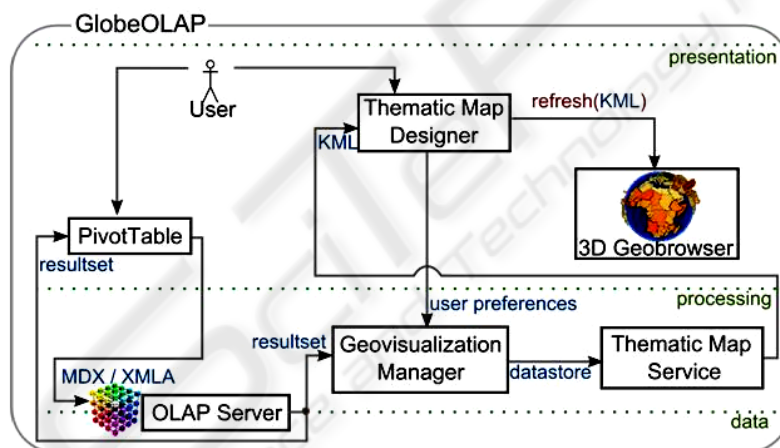 GlobeOLAP
presentation
User
Thematic Map
Designer
refresh(KML)
KML
3D Geobrowser
PivotTable
resultset
user preferences
processing
resultset
Geovisualization
Manager
datastore
Thematic Map
Service
MDX / XMLA
OLAP Server
data